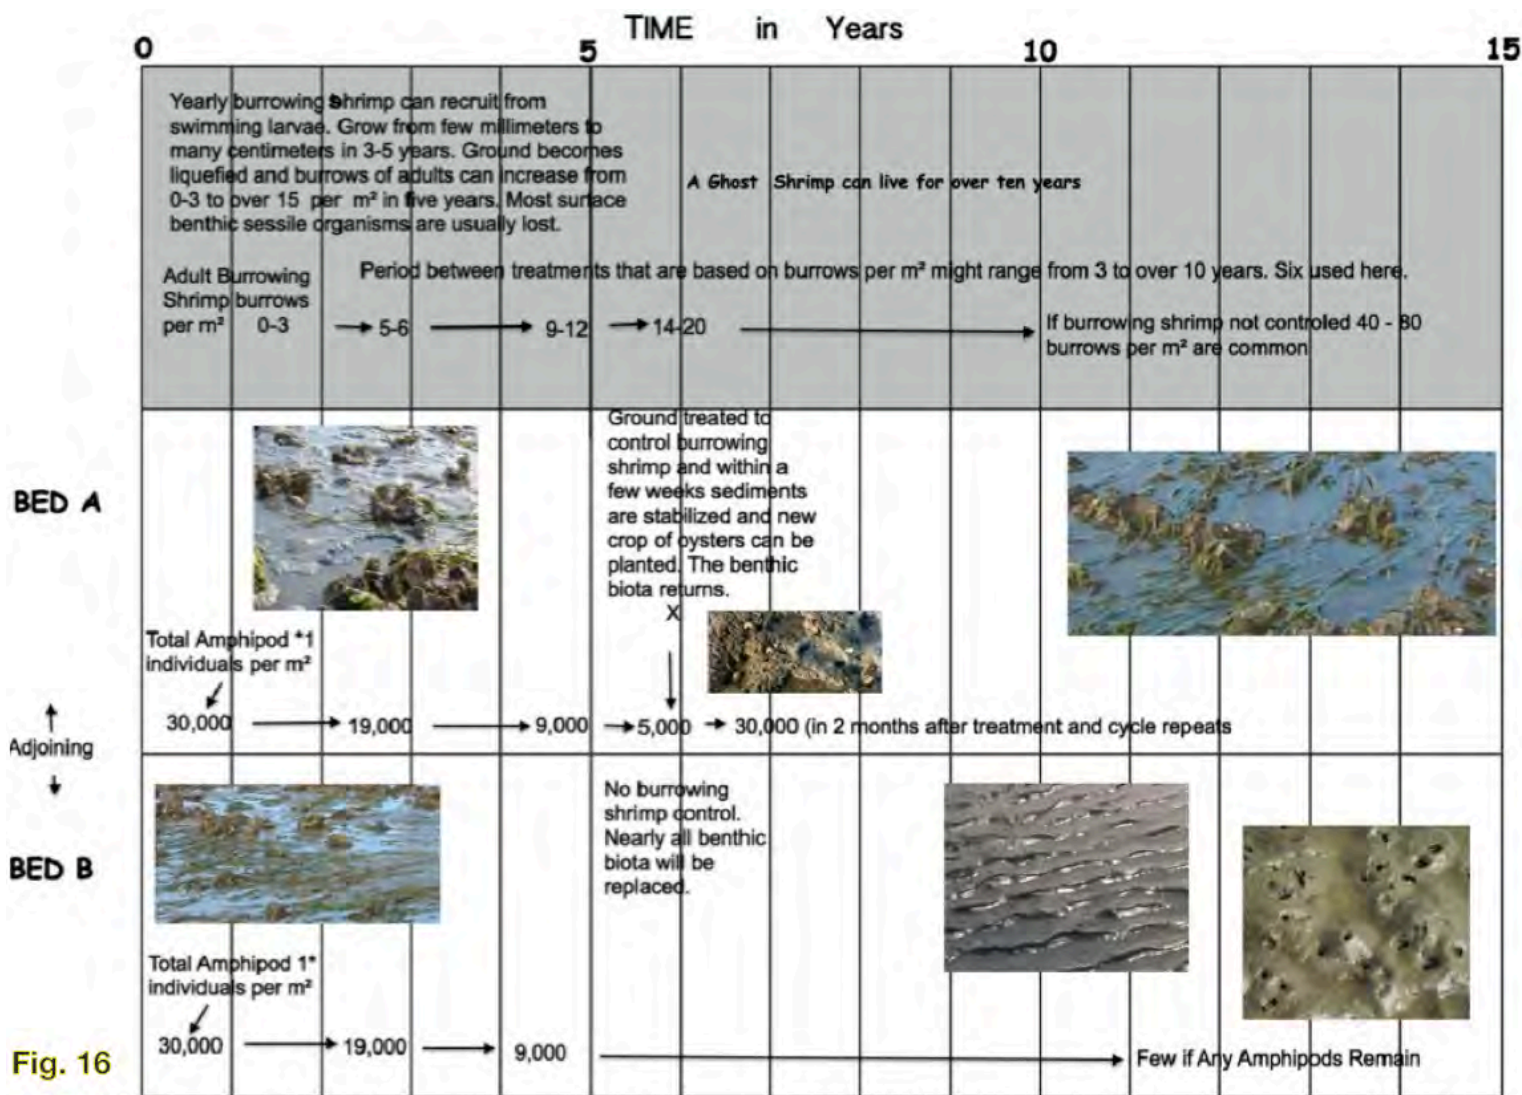 TIME in Years
0 5 10 15
Yearly burrowing Shrimp can recruit from
swimming larvae. Grow from few millimeters to
many centimeters in 3-5 years. Ground becomes
liquefied and burrows of adults can increase from
0-3 to over 15 per m² in five years. Most surface
benthic sessile organisms are usually lost.
A Ghost Shrimp can live for over ten years
Period between treatments that are based on burrows per m² might range from 3 to over 10 years. Six used here.
Adult Burrowing
Shrimp burrows
per m² 0-3 5-6 9-12 14-20
If burrowing shrimp not controled 40 - 80
burrows per m² are common
BED A
Ground treated to
control burrowing
shrimp and within a
few weeks sediments
are stabilized and new
crop of oysters can be
planted. The benthic
biota returns.
X
Total Amphipod *1
individuals per m²
30,000 19,000 9,000 5,000 30,000 (in 2 months after treatment and cycle repeats
Adjoining
BED B
No burrowing
shrimp control.
Nearly all benthic
biota will be
replaced.
Total Amphipod 1*
individuals per m²
30,000 19,000 9,000 Few if Any Amphipods Remain
Fig. 16